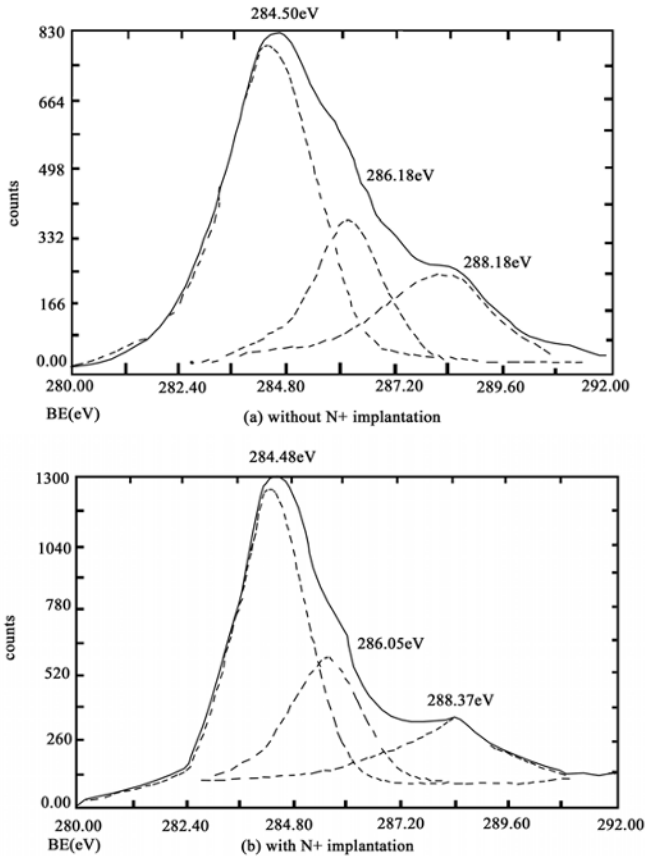 284.50eV
830
664
498
332
166
0.00
counts
286.18eV
288.18eV
280.00 282.40 284.80 287.20 289.60 292.00
BE(eV)
(a) without N+ implantation
284.48eV
1300
1040
780
520
260
0.00
counts
286.05eV
288.37eV
280.00 282.40 284.80 287.20 289.60 292.00
BE(eV)
(b) with N+ implantation